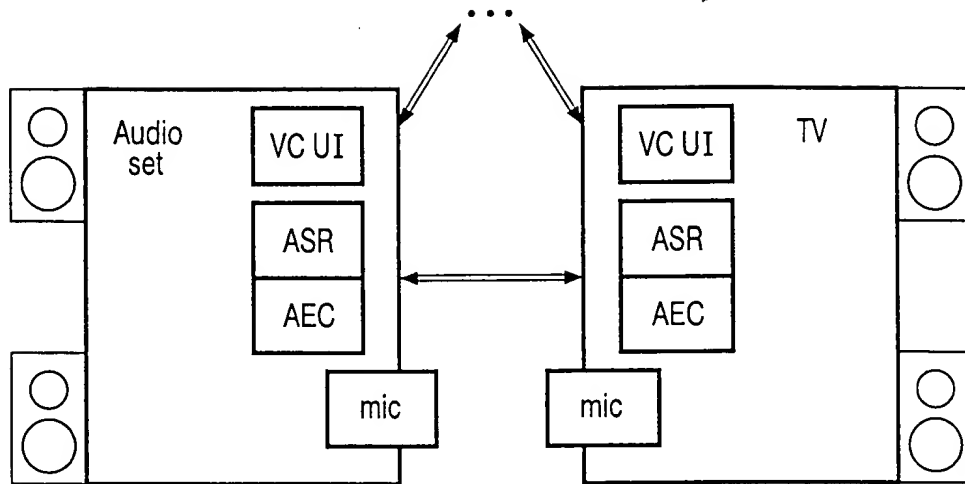 • • •
Audio
set
VC UI
ASR
AEC
mic
TV
VC UI
ASR
AEC
mic